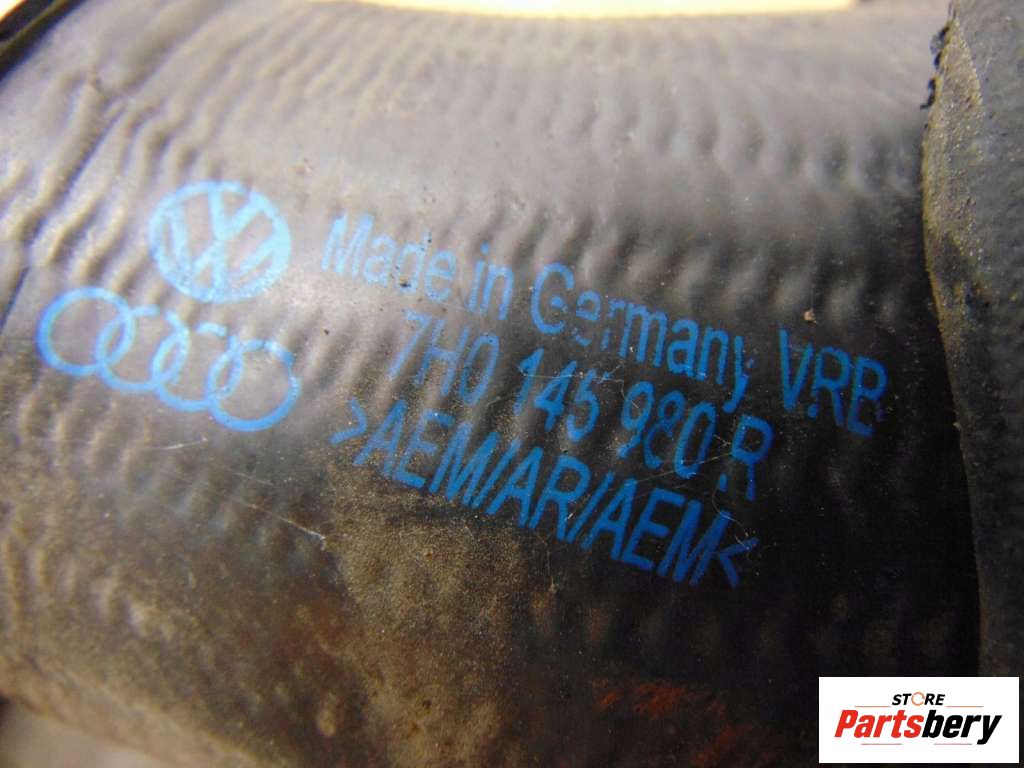 Made in Germany VRB
7H0 145 980 R
>AEM/AR/AEM<
STORE
Partsbery